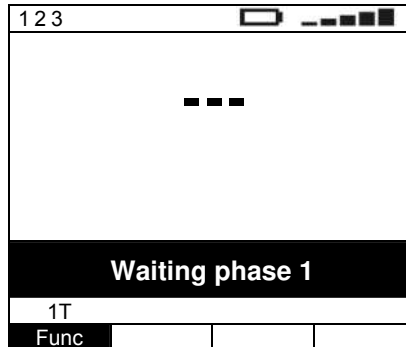 1 2 3
---
Waiting phase 1
1T
Func